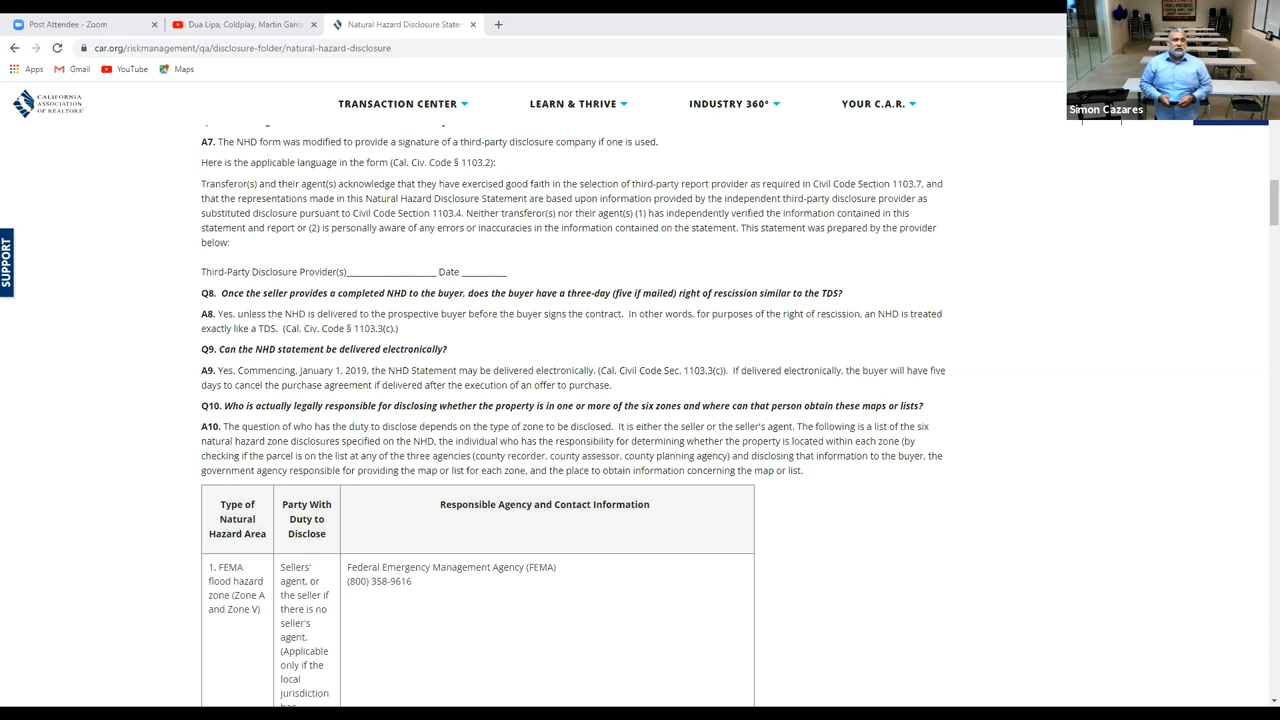 Post Attendee - Zoom
Dua Lipa, Coldplay, Martin Garri
Natural Hazard Disclosure State
car.org/riskmanagement/qa/disclosure-folder/natural-hazard-disclosure
Apps Gmail YouTube Maps
CALIFORNIA
ASSOCIATION
OF REALTORS
TRANSACTION CENTER LEARN & THRIVE INDUSTRY 360° YOUR C.A.R.
Simon Cazares
SUPPORT
A7. The NHD form was modified to provide a signature of a third-party disclosure company if one is used.
Here is the applicable language in the form (Cal. Civ. Code § 1103.2):
Transferor(s) and their agent(s) acknowledge that they have exercised good faith in the selection of third-party report provider as required in Civil Code Section 1103.7, and
that the representations made in this Natural Hazard Disclosure Statement are based upon information provided by the independent third-party disclosure provider as
substituted disclosure pursuant to Civil Code Section 1103.4. Neither transferor(s) nor their agent(s) (1) has independently verified the information contained in this
statement and report or (2) is personally aware of any errors or inaccuracies in the information contained on the statement. This statement was prepared by the provider
below:
Third-Party Disclosure Provider(s)____________________ Date __________
Q8. Once the seller provides a completed NHD to the buyer, does the buyer have a three-day (five if mailed) right of rescission similar to the TDS?
A8. Yes, unless the NHD is delivered to the prospective buyer before the buyer signs the contract. In other words, for purposes of the right of rescission, an NHD is treated
exactly like a TDS. (Cal. Civ. Code § 1103.3(c).)
Q9. Can the NHD statement be delivered electronically?
A9. Yes. Commencing, January 1, 2019, the NHD Statement may be delivered electronically. (Cal. Civil Code Sec. 1103.3(c)). If delivered electronically, the buyer will have five
days to cancel the purchase agreement if delivered after the execution of an offer to purchase.
Q10. Who is actually legally responsible for disclosing whether the property is in one or more of the six zones and where can that person obtain these maps or lists?
A10. The question of who has the duty to disclose depends on the type of zone to be disclosed. It is either the seller or the seller's agent. The following is a list of the six
natural hazard zone disclosures specified on the NHD, the individual who has the responsibility for determining whether the property is located within each zone (by
checking if the parcel is on the list at any of the three agencies (county recorder, county assessor, county planning agency) and disclosing that information to the buyer, the
government agency responsible for providing the map or list for each zone, and the place to obtain information concerning the map or list.
Type of
Natural
Hazard Area
Party With
Duty to
Disclose
Responsible Agency and Contact Information
1. FEMA
flood hazard
zone (Zone A
and Zone V)
Sellers'
agent, or
the seller if
there is no
seller's
agent.
(Applicable
only if the
local
jurisdiction
Federal Emergency Management Agency (FEMA)
(800) 358-9616